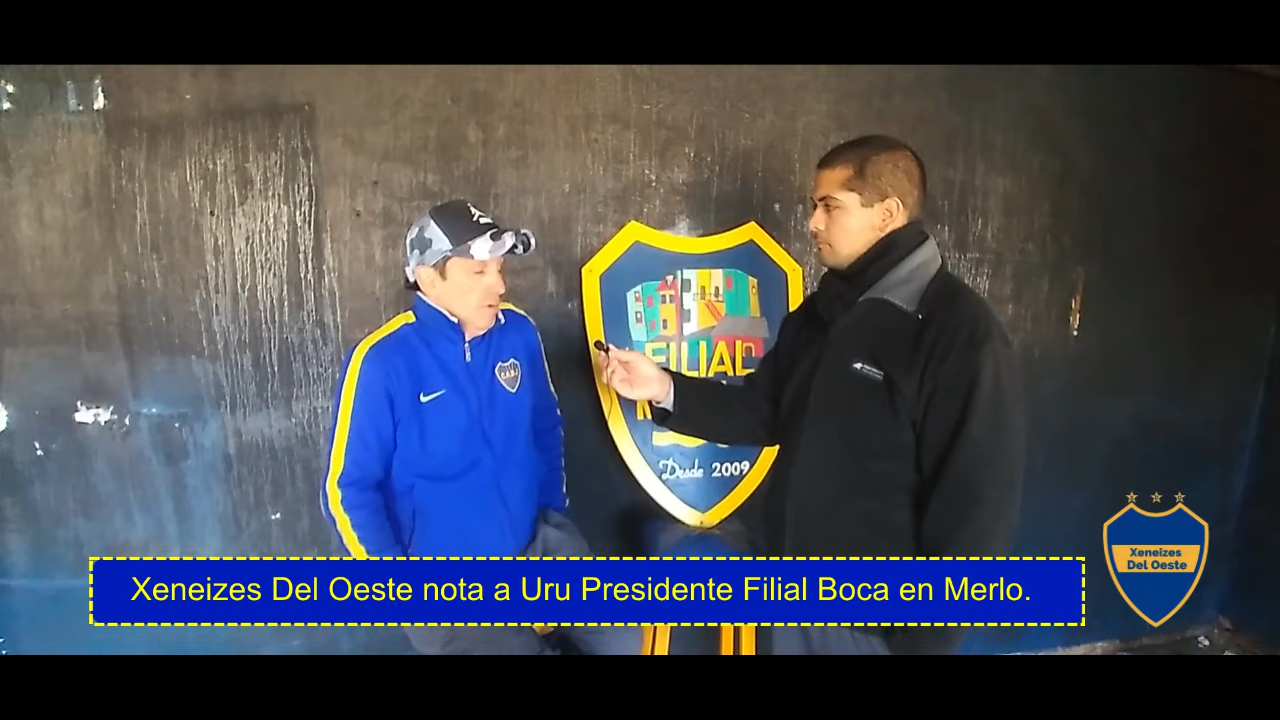 FILIAL
Desde 2009
Xeneizes Del Oeste nota a Uru Presidente Filial Boca en Merlo.
Xeneizes
Del Oeste